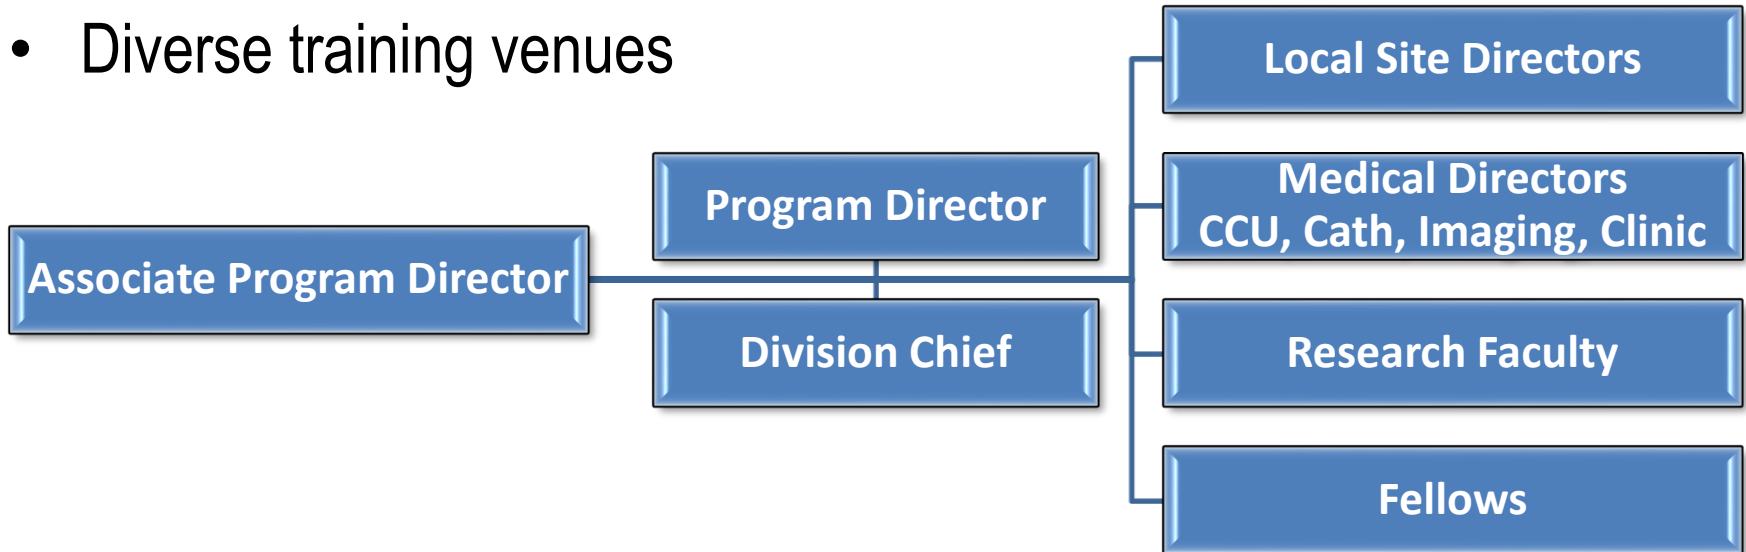 • Diverse training venues
Local Site Directors
Program Director
Medical Directors
CCU, Cath, Imaging, Clinic
Associate Program Director
Division Chief
Research Faculty
Fellows